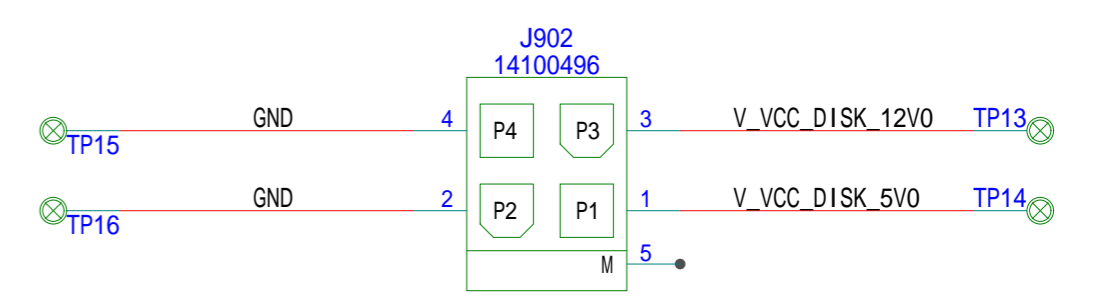 J902
14100496
GND 4 P4 P3 3 V_VCC_DISK_12V0 TP13
TP15
GND 2 P2 P1 1 V_VCC_DISK_5V0 TP14
TP16
M 5